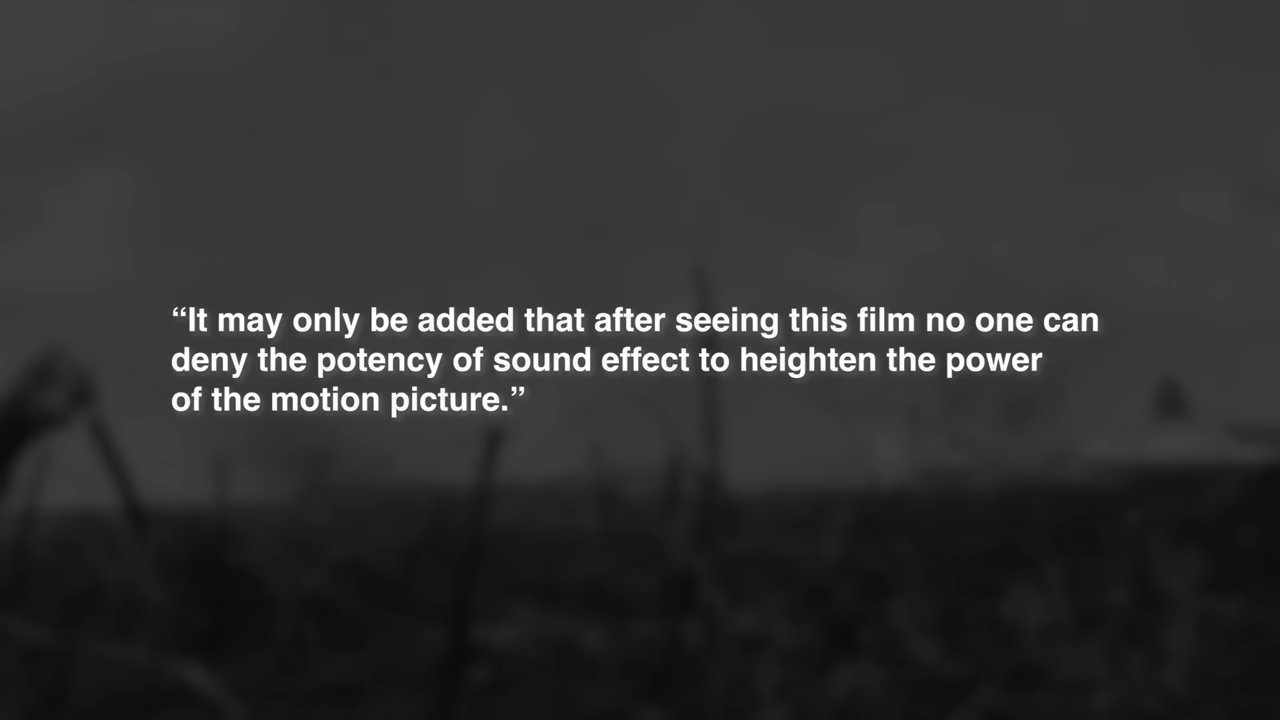 “It may only be added that after seeing this film no one can
deny the potency of sound effect to heighten the power
of the motion picture.”